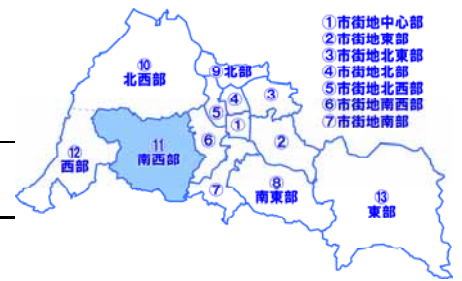 ①市街地中心部
②市街地東部
③市街地北東部
④市街地北部
⑤市街地北西部
⑥市街地南西部
⑦市街地南部
⑩
北西部
⑨北部
③
④
⑤
①
⑥
②
⑪
南西部
⑫
西部
⑦
⑧
南東部
⑬
東部